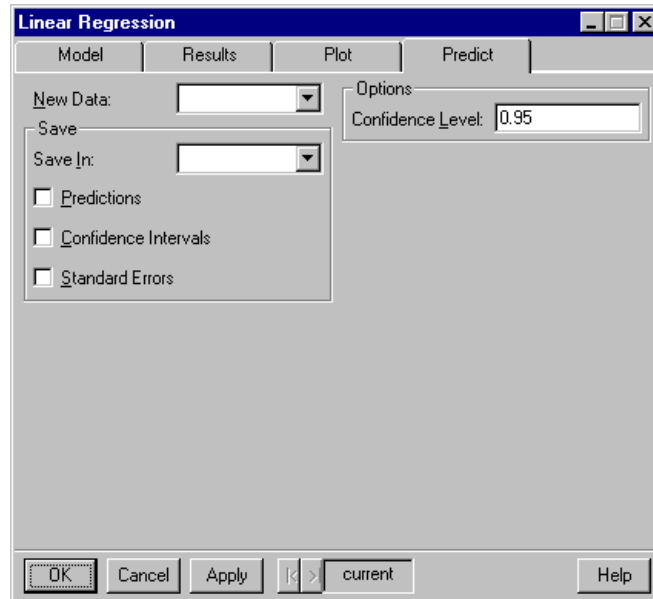 Linear Regression
Model Results Plot Predict
New Data:
Save
Save In:
Predictions
Confidence Intervals
Standard Errors
Options
Confidence Level: 0.95
OK Cancel Apply current Help